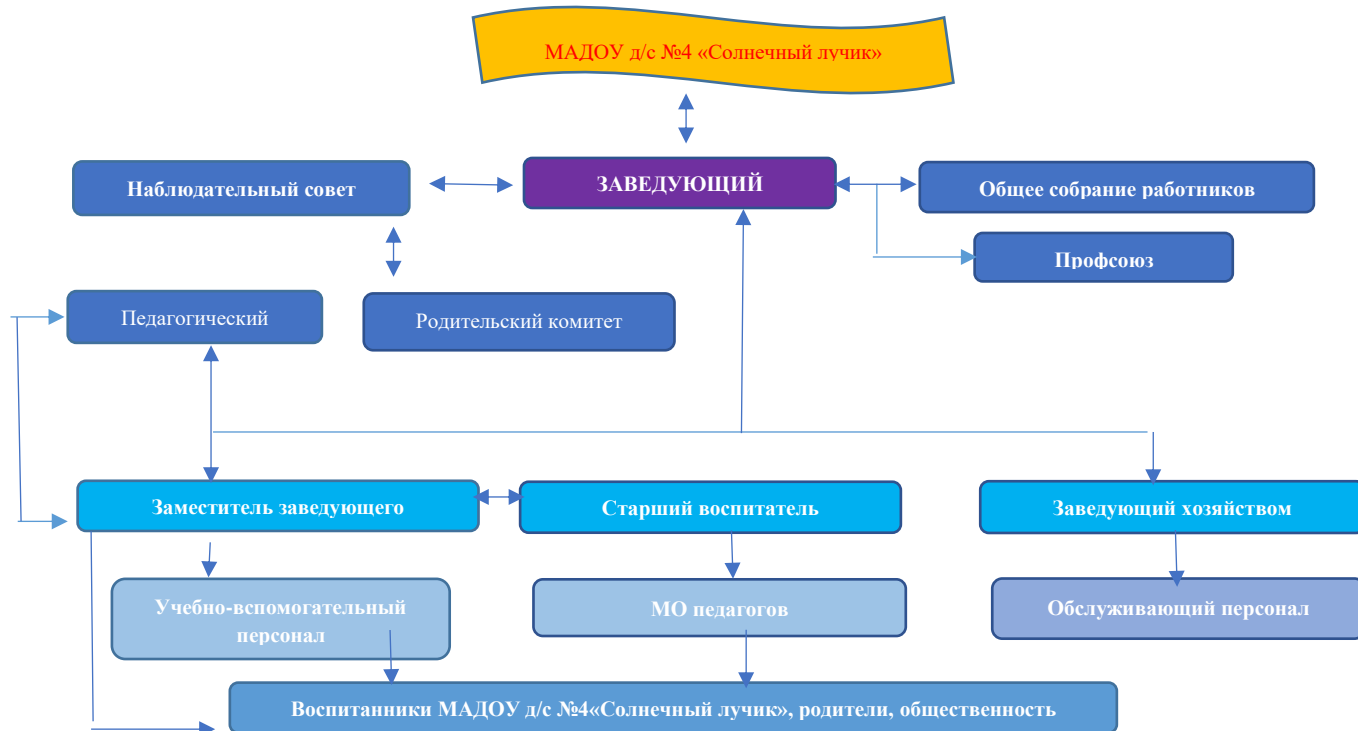 МАДОУ д/с №4 «Солнечный лучик»
Наблюдательный совет
ЗАВЕДУЮЩИЙ
Общее собрание работников
Профсоюз
Педагогический
Родительский комитет
Заместитель заведующего
Старший воспитатель
Заведующий хозяйством
Учебно-вспомогательный
персонал
МО педагогов
Обслуживающий персонал
Воспитанники МАДОУ д/с №4«Солнечный лучик», родители, общественность